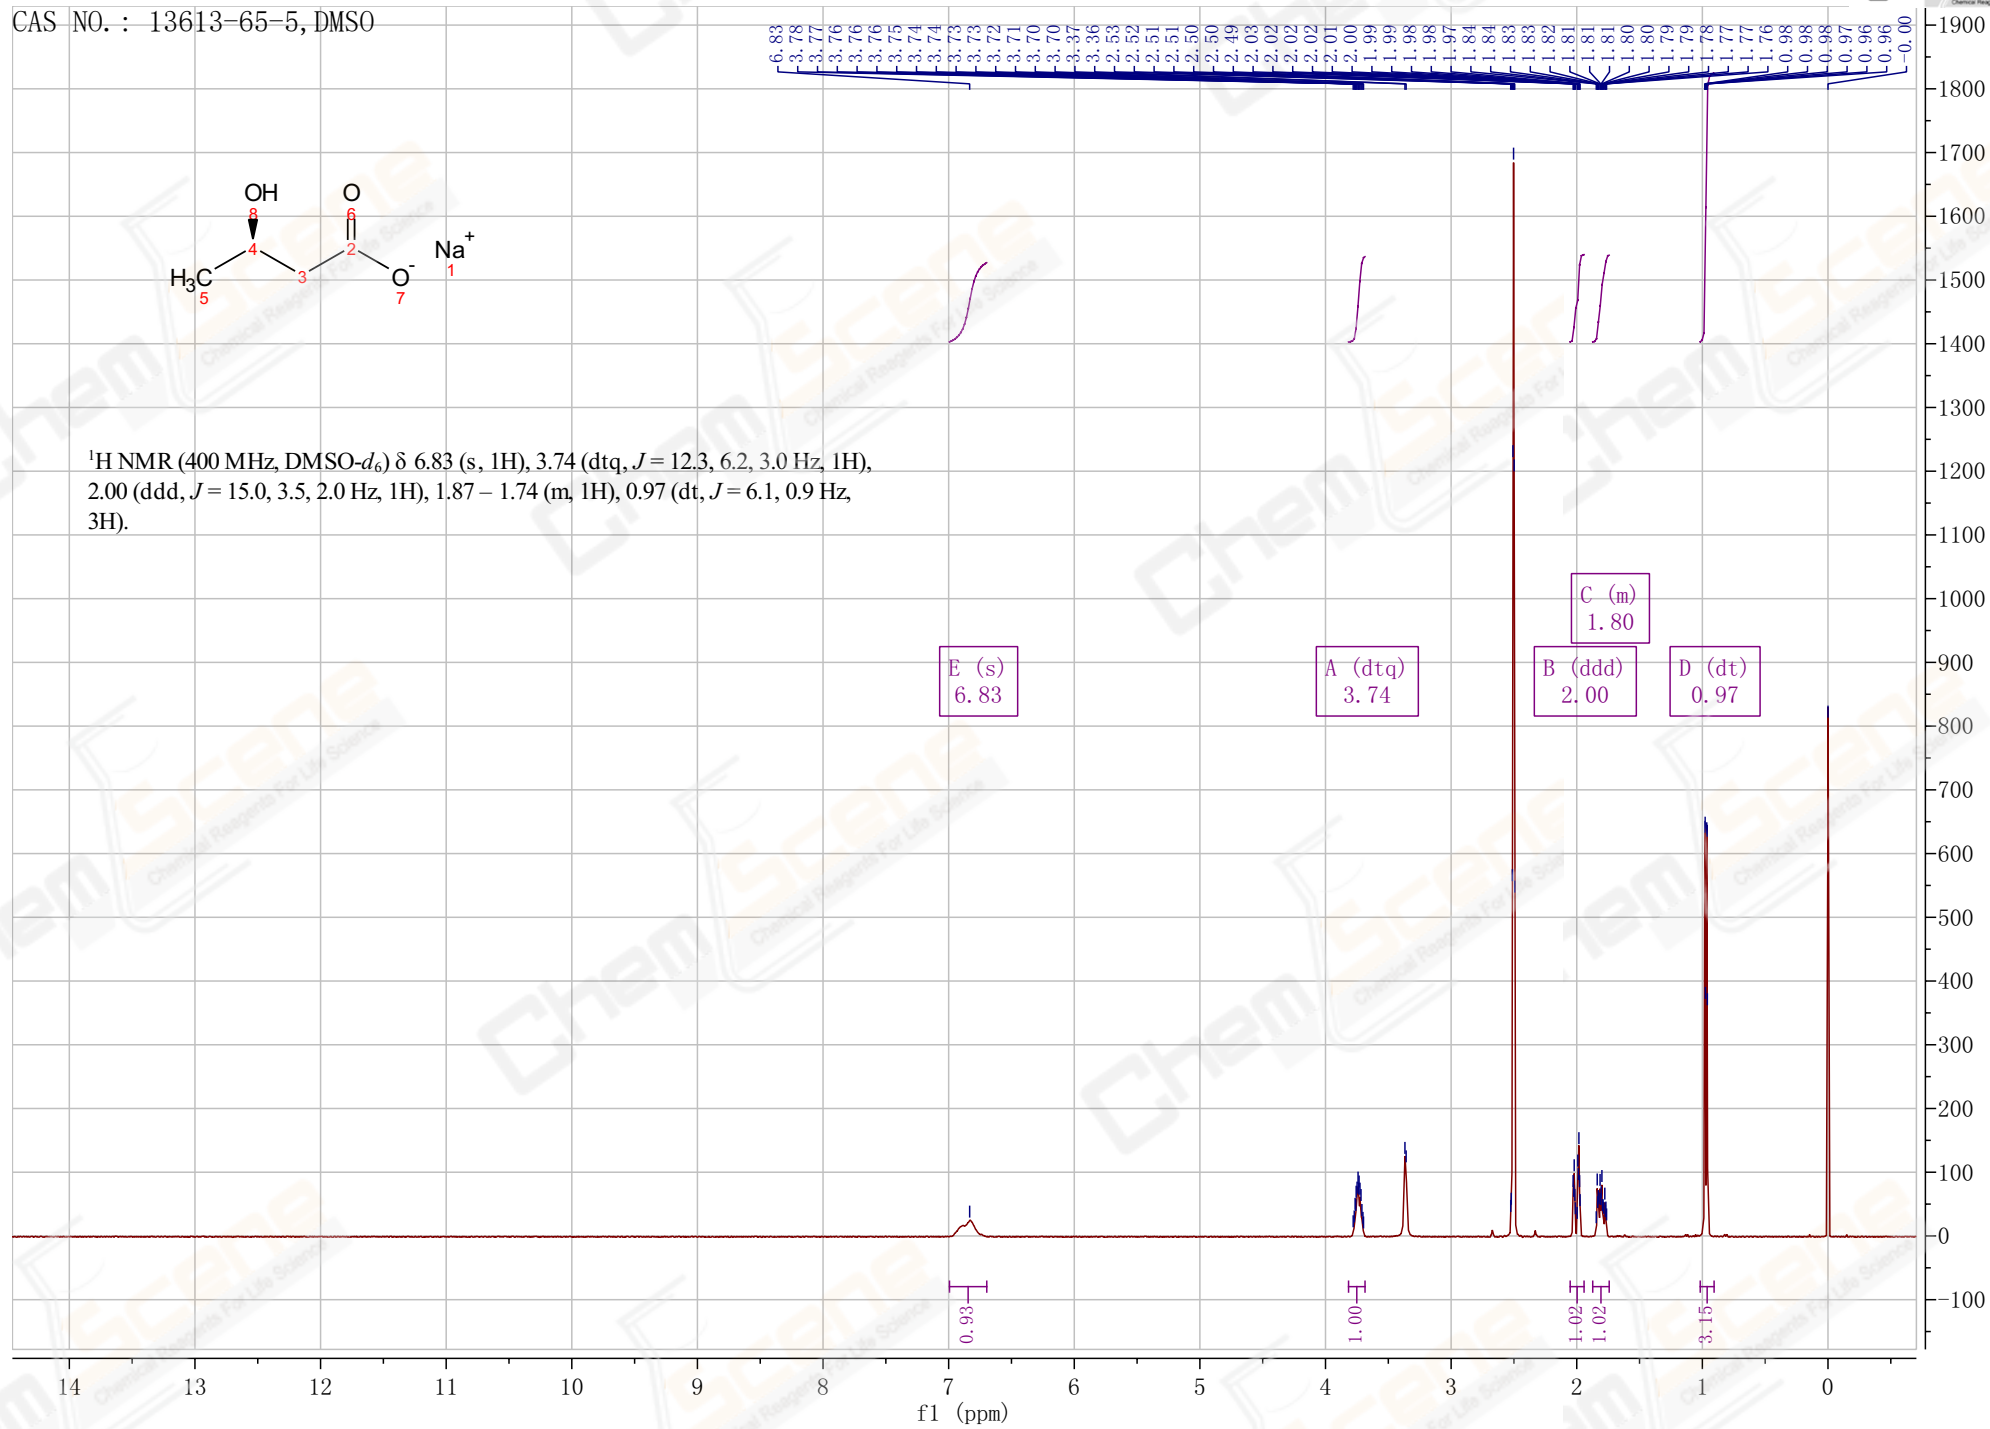 CAS NO.: 13613-65-5, DMSO
6.83 3.78 3.77 3.76 3.76 3.76 3.75 3.74 3.74 3.73 3.73 3.72 3.71 3.70 3.70 3.37 3.36 2.53 2.52 2.51 2.51 2.50 2.50 2.49 2.03 2.02 2.02 2.02 2.01 2.00 1.99 1.99 1.98 1.98 1.97 1.84 1.84 1.83 1.83 1.82 1.81 1.81 1.81 1.80 1.80 1.79 1.79 1.78 1.77 1.77 1.76 0.98 0.98 0.98 0.97 0.96 0.96 -0.00
OH O
8 6
4 2 Na+
1
H3C 3 O-
5 7
1H NMR (400 MHz, DMSO-d6) δ 6.83 (s, 1H), 3.74 (dtq, J = 12.3, 6.2, 3.0 Hz, 1H),
2.00 (ddd, J = 15.0, 3.5, 2.0 Hz, 1H), 1.87 – 1.74 (m, 1H), 0.97 (dt, J = 6.1, 0.9 Hz,
3H).
C (m)
1.80
E (s)
6.83
A (dtq)
3.74
B (ddd)
2.00
D (dt)
0.97
1900
1800
1700
1600
1500
1400
1300
1200
1100
1000
900
800
700
600
500
400
300
200
100
0
-100
0.93 1.00 1.02 1.02 3.15
14 13 12 11 10 9 8 7 6 5 4 3 2 1 0
f1 (ppm)
ChemScene
Chemical Reagents For Life Science